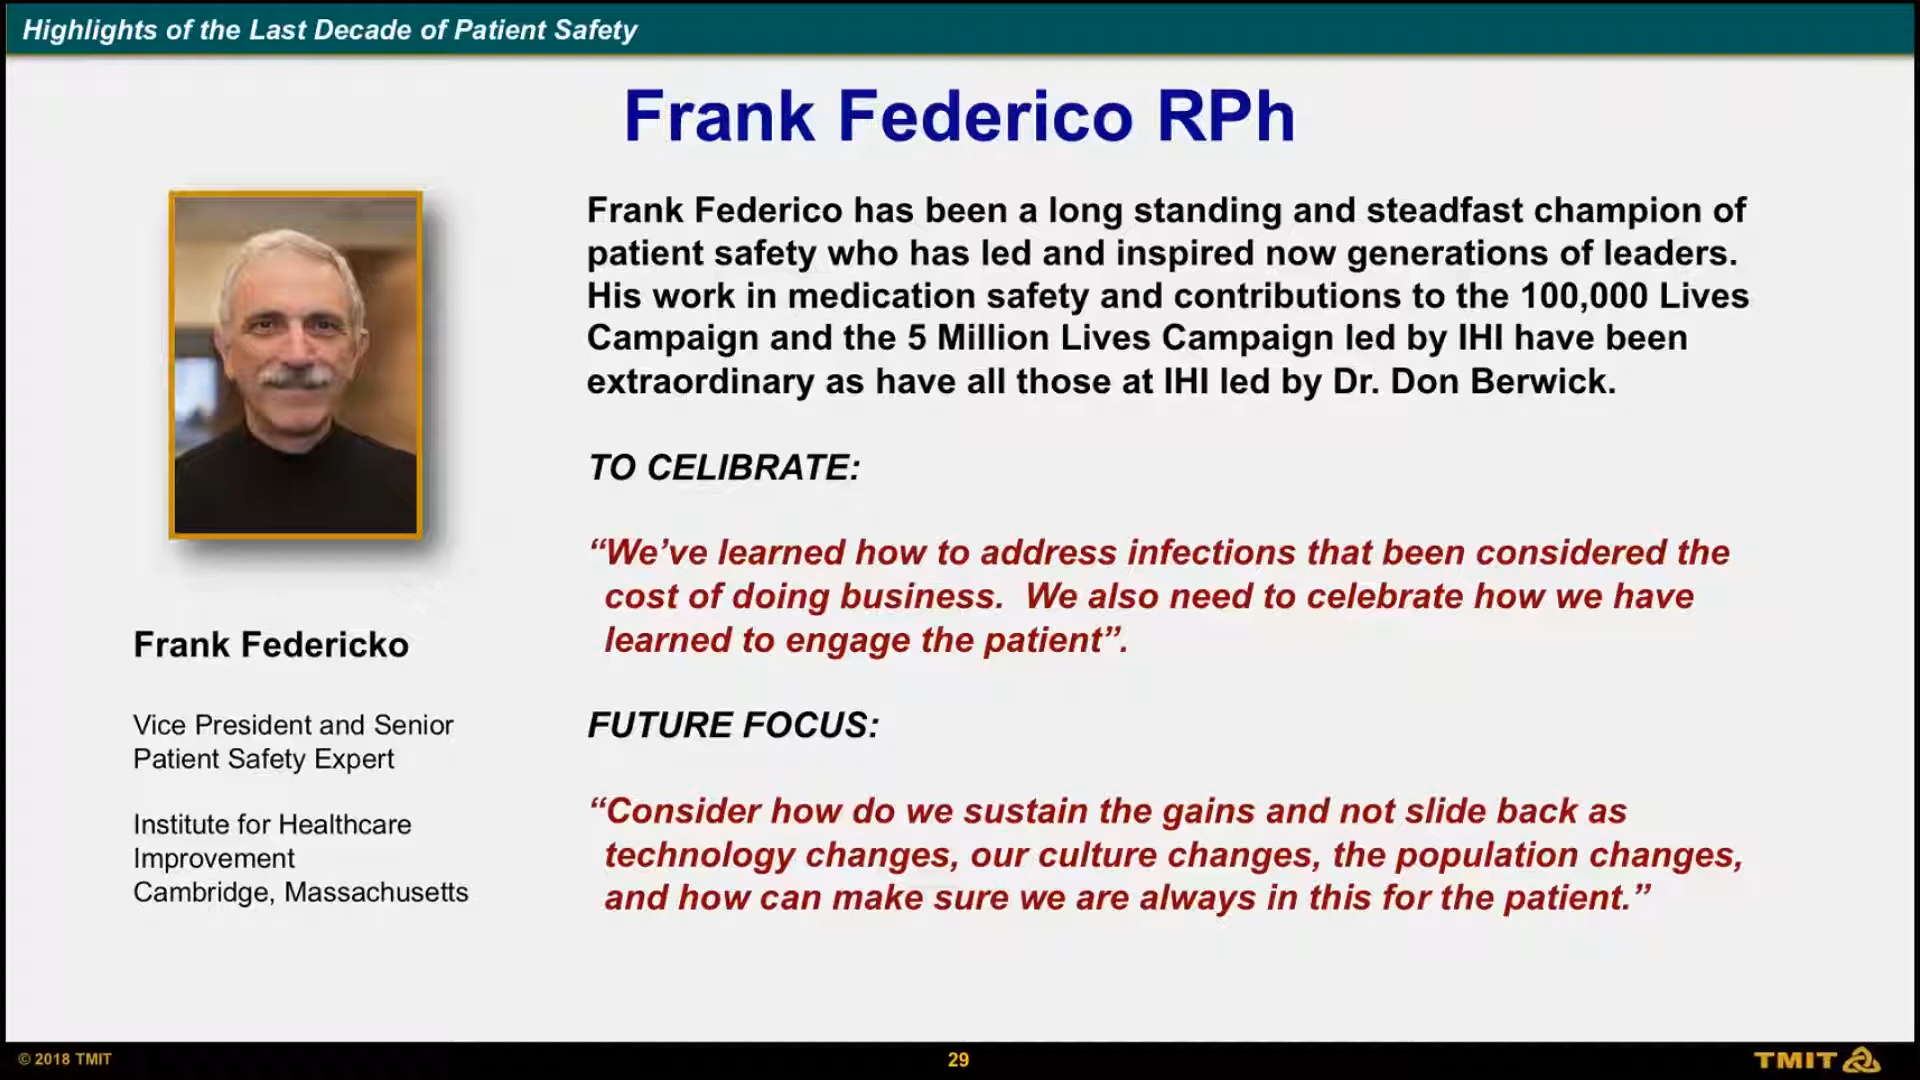 Highlights of the Last Decade of Patient Safety
Frank Federico RPh
Frank Federico has been a long standing and steadfast champion of
patient safety who has led and inspired now generations of leaders.
His work in medication safety and contributions to the 100,000 Lives
Campaign and the 5 Million Lives Campaign led by IHI have been
extraordinary as have all those at IHI led by Dr. Don Berwick.
TO CELIBRATE:
“We’ve learned how to address infections that been considered the
cost of doing business.  We also need to celebrate how we have
learned to engage the patient”.
FUTURE FOCUS:
“Consider how do we sustain the gains and not slide back as
technology changes, our culture changes, the population changes,
and how can make sure we are always in this for the patient.”
Frank Federicko
Vice President and Senior
Patient Safety Expert
Institute for Healthcare
Improvement
Cambridge, Massachusetts
© 2018 TMIT
29
TMIT